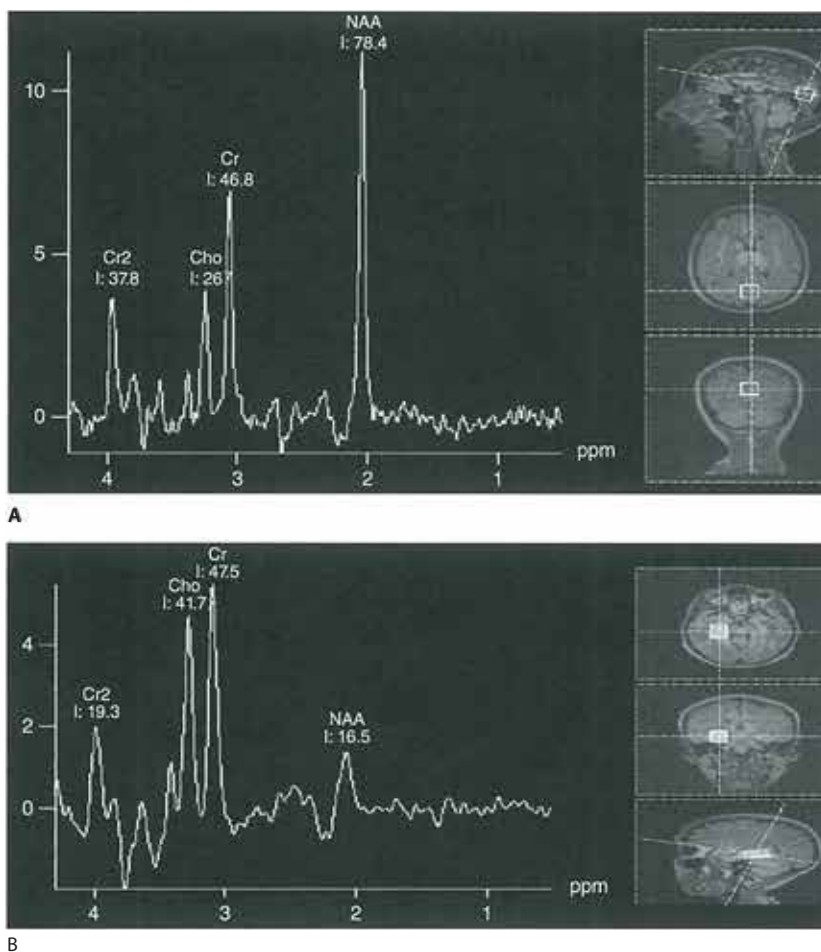 NAA
I: 78.4
10
Cr
I: 46.8
5
Cr2
I: 37.8
Cho
I: 26.7
0
ppm
4 3 2 1
A
Cr
I: 47.5
Cho
I: 41.7
4
Cr2
I: 19.3
2
NAA
I: 16.5
0
ppm
4 3 2 1
B